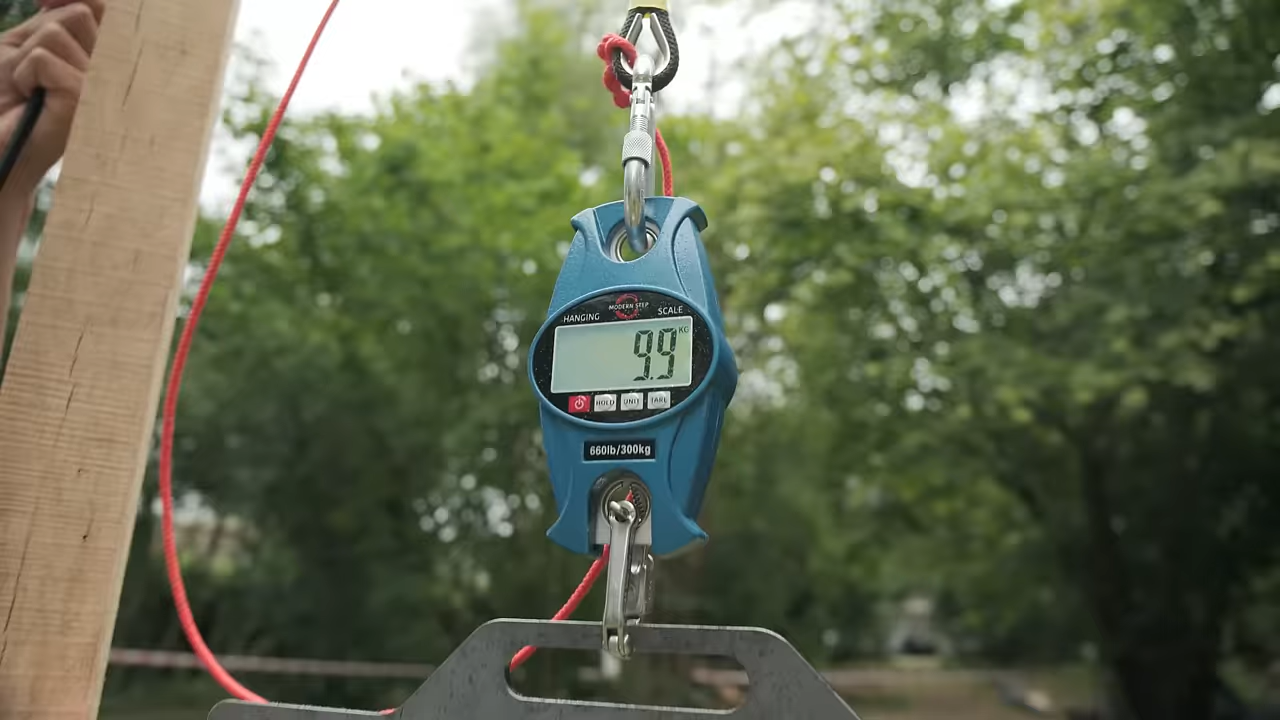 MODERN STEP
HANGING SCALE
9.9 KG
HOLD UNIT TARE
660lb/300kg